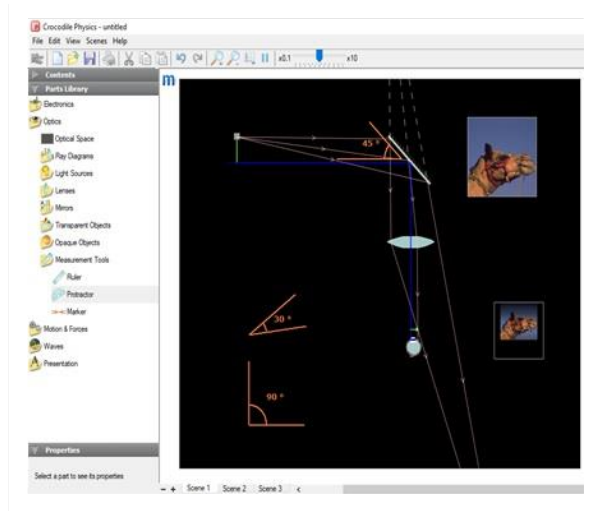 Crocodile Physics - untitled
File Edit View Scenes Help
x0.1 x10
Contents
Parts Library
Electronics
Optics
Optical Space
Ray Diagrams
Light Sources
Lenses
Mirrors
Transparent Objects
Opaque Objects
Measurement Tools
Ruler
Protractor
Marker
Motion & Forces
Waves
Presentation
Properties
Select a part to see its properties
m
45 °
30 °
90 °
- + Scene 1 Scene 2 Scene 3 <